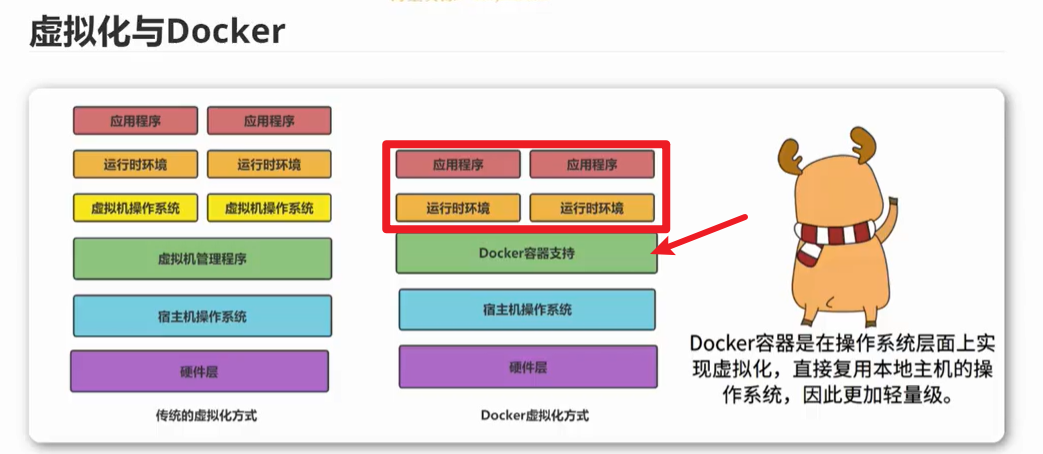 虚拟化与Docker
应用程序 应用程序
运行时环境 运行时环境
虚拟机操作系统 虚拟机操作系统
虚拟机管理程序
宿主机操作系统
硬件层
传统的虚拟化方式
应用程序 应用程序
运行时环境 运行时环境
Docker容器支持
宿主机操作系统
硬件层
Docker虚拟化方式
Docker容器是在操作系统层面上实
现虚拟化，直接复用本地主机的操
作系统，因此更加轻量级。